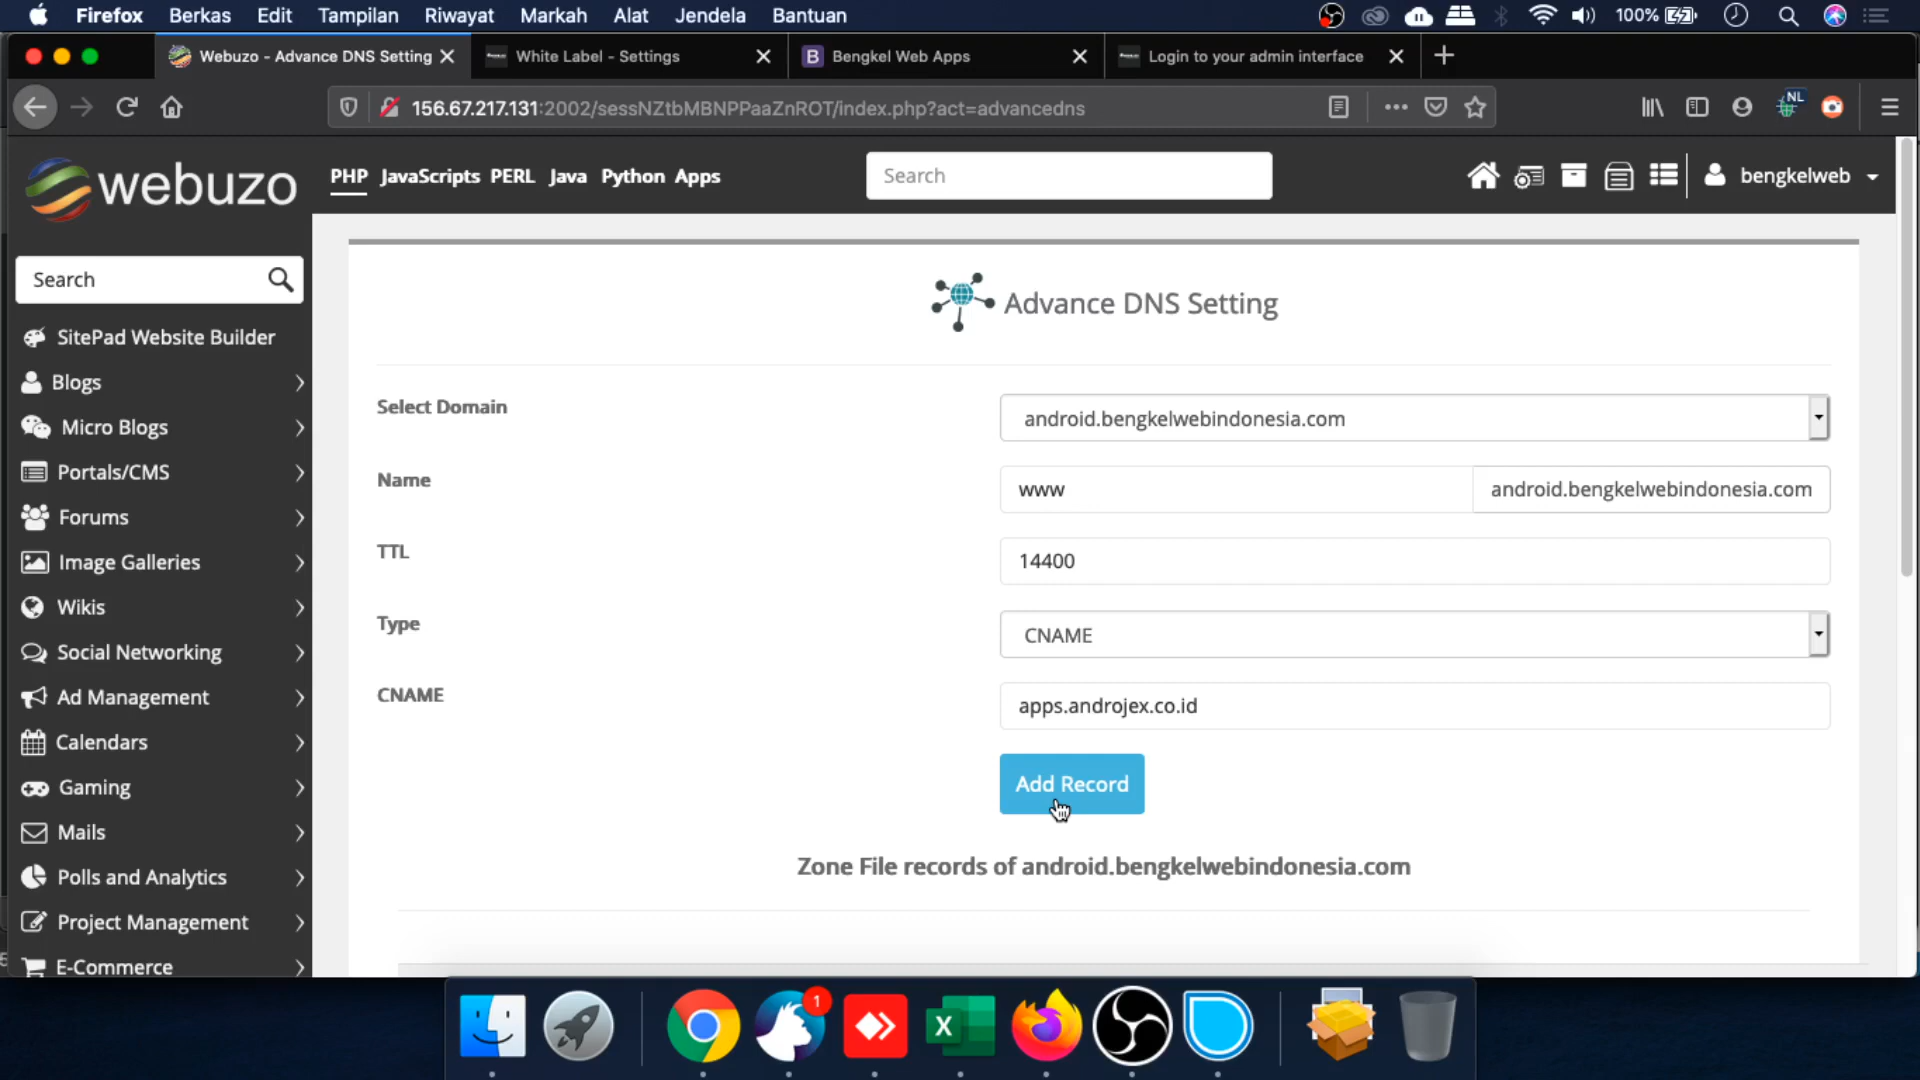 Firefox Berkas Edit Tampilan Riwayat Markah Alat Jendela Bantuan 100%
Webuzo - Advance DNS Setting White Label - Settings Bengkel Web Apps Login to your admin interface
156.67.217.131:2002/sessNZtbMBNPPaaZnROT/index.php?act=advancedns NL
webuzo PHP JavaScripts PERL Java Python Apps Search bengkelweb
Search
SitePad Website Builder
Blogs
Micro Blogs
Portals/CMS
Forums
Image Galleries
Wikis
Social Networking
Ad Management
Calendars
Gaming
Mails
Polls and Analytics
Project Management
E-Commerce
Advance DNS Setting
Select Domain android.bengkelwebindonesia.com
Name www android.bengkelwebindonesia.com
TTL 14400
Type CNAME
CNAME apps.androjex.co.id
Add Record
Zone File records of android.bengkelwebindonesia.com
1
X